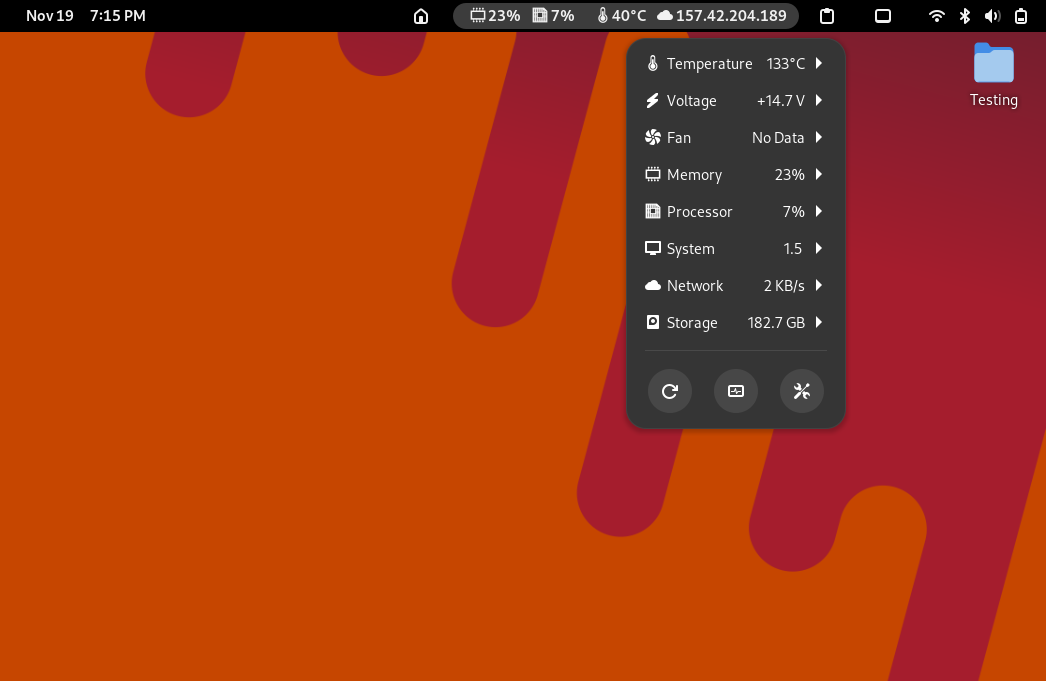 Nov 19 7:15 PM 23% 7% 40°C 157.42.204.189
Temperature 133°C
Voltage +14.7 V
Fan No Data
Memory 23%
Processor 7%
System 1.5
Network 2 KB/s
Storage 182.7 GB
Testing